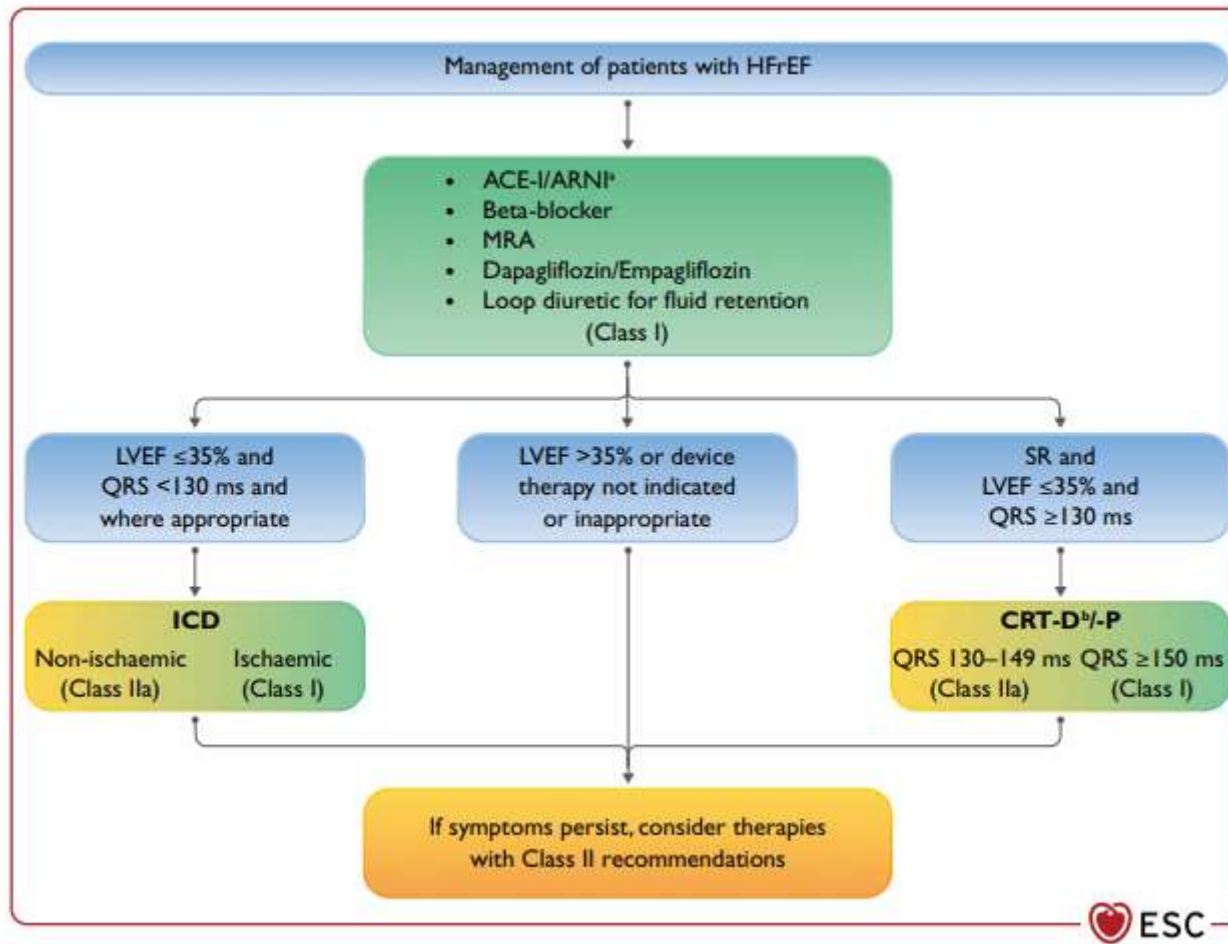 Management of patients with HFrEF
• ACE-I/ARNIᵃ
• Beta-blocker
• MRA
• Dapagliflozin/Empagliflozin
• Loop diuretic for fluid retention
(Class I)
LVEF ≤35% and
QRS <130 ms and
where appropriate
LVEF >35% or device
therapy not indicated
or inappropriate
SR and
LVEF ≤35% and
QRS ≥130 ms
ICD
Non-ischaemic
(Class IIa)
Ischaemic
(Class I)
CRT-Dᵇ/-P
QRS 130–149 ms
(Class IIa)
QRS ≥150 ms
(Class I)
If symptoms persist, consider therapies
with Class II recommendations
ESC